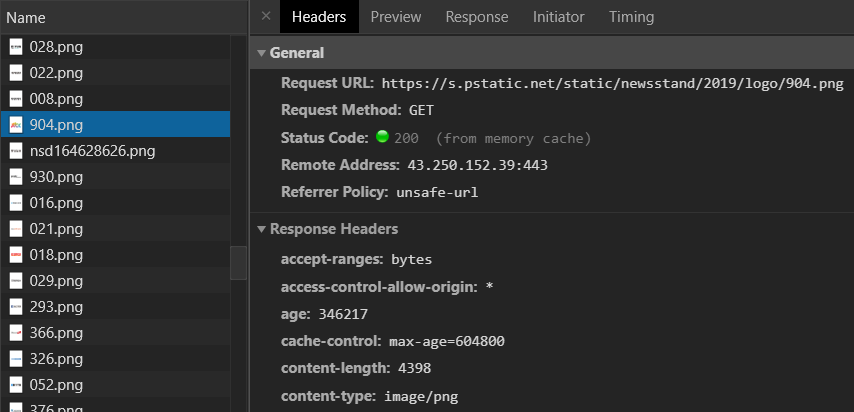 Name
028.png
022.png
008.png
904.png
nsd164628626.png
930.png
016.png
021.png
018.png
029.png
293.png
366.png
326.png
052.png
376.png
× Headers Preview Response Initiator Timing
▼ General
Request URL: https://s.pstatic.net/static/newsstand/2019/logo/904.png
Request Method: GET
Status Code: 200 (from memory cache)
Remote Address: 43.250.152.39:443
Referrer Policy: unsafe-url
▼ Response Headers
accept-ranges: bytes
access-control-allow-origin: *
age: 346217
cache-control: max-age=604800
content-length: 4398
content-type: image/png